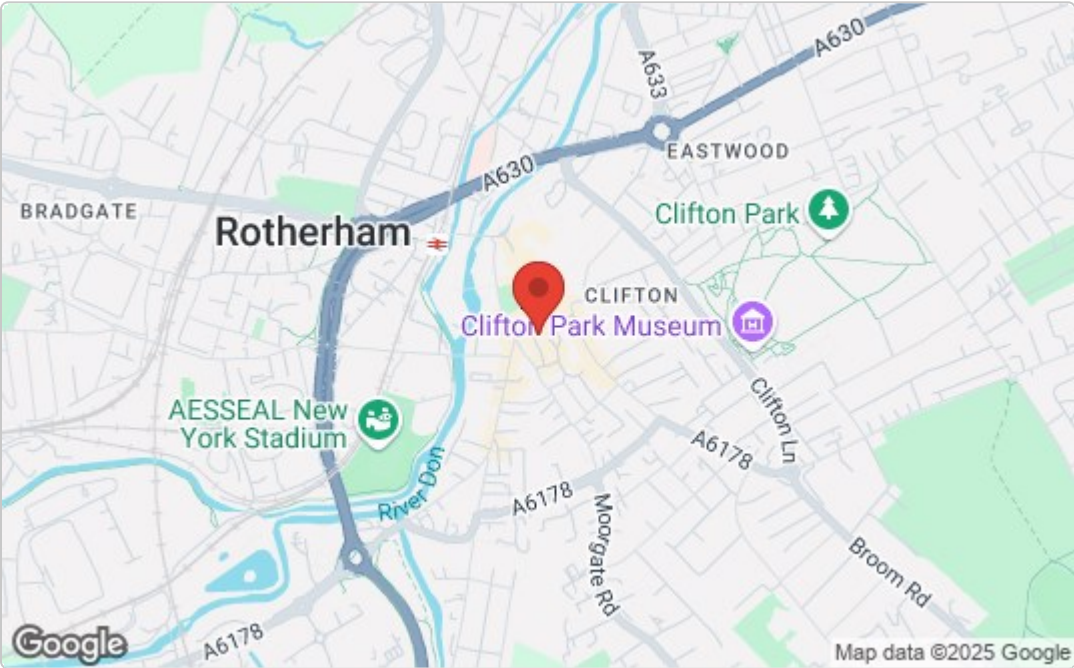 A630
A633
EASTWOOD
A630
BRADGATE
Clifton Park
Rotherham
CLIFTON
Clifton Park Museum
AESSEAL New
York Stadium
Clifton Ln
A6178
River Don
A6178
Moorgate Rd
Broom Rd
A6178
Google
Map data ©2025 Google